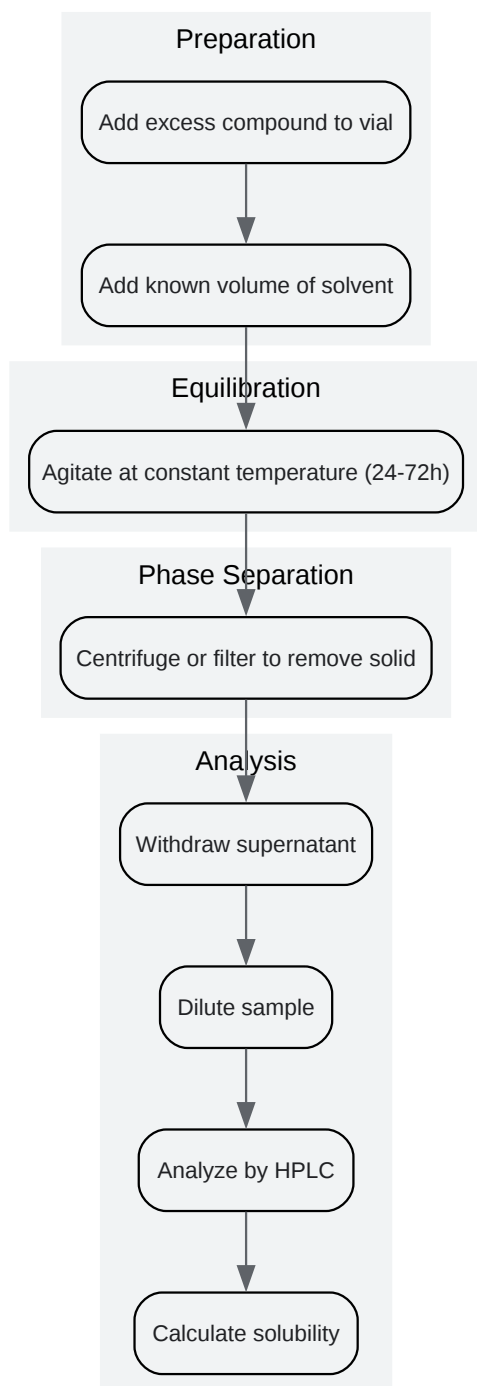 Preparation
Add excess compound to vial
Add known volume of solvent
Equilibration
Agitate at constant temperature (24-72h)
Phase Separation
Centrifuge or filter to remove solid
Analysis
Withdraw supernatant
Dilute sample
Analyze by HPLC
Calculate solubility